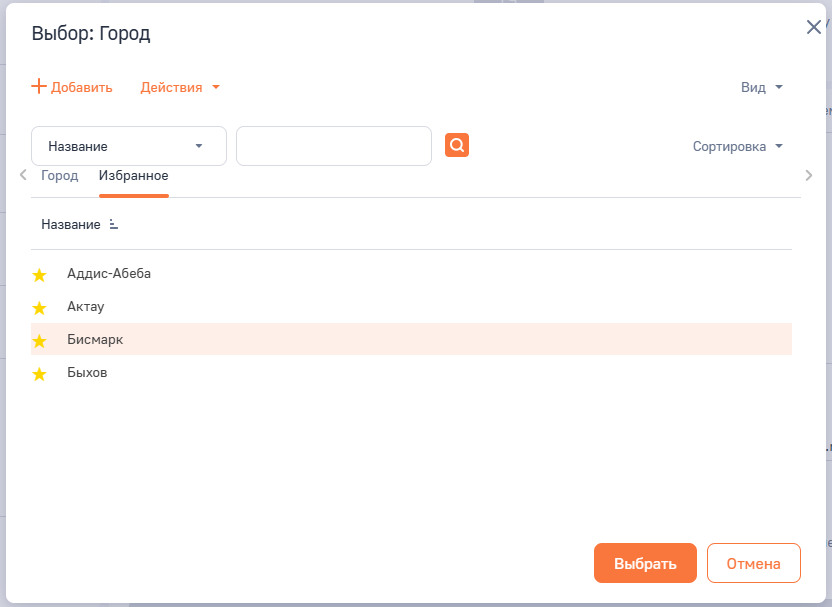 Выбор: Город
Добавить Действия Вид
Название Сортировка
Город Избранное
Название
Аддис-Абеба
Актау
Бисмарк
Быхов
Выбрать Отмена